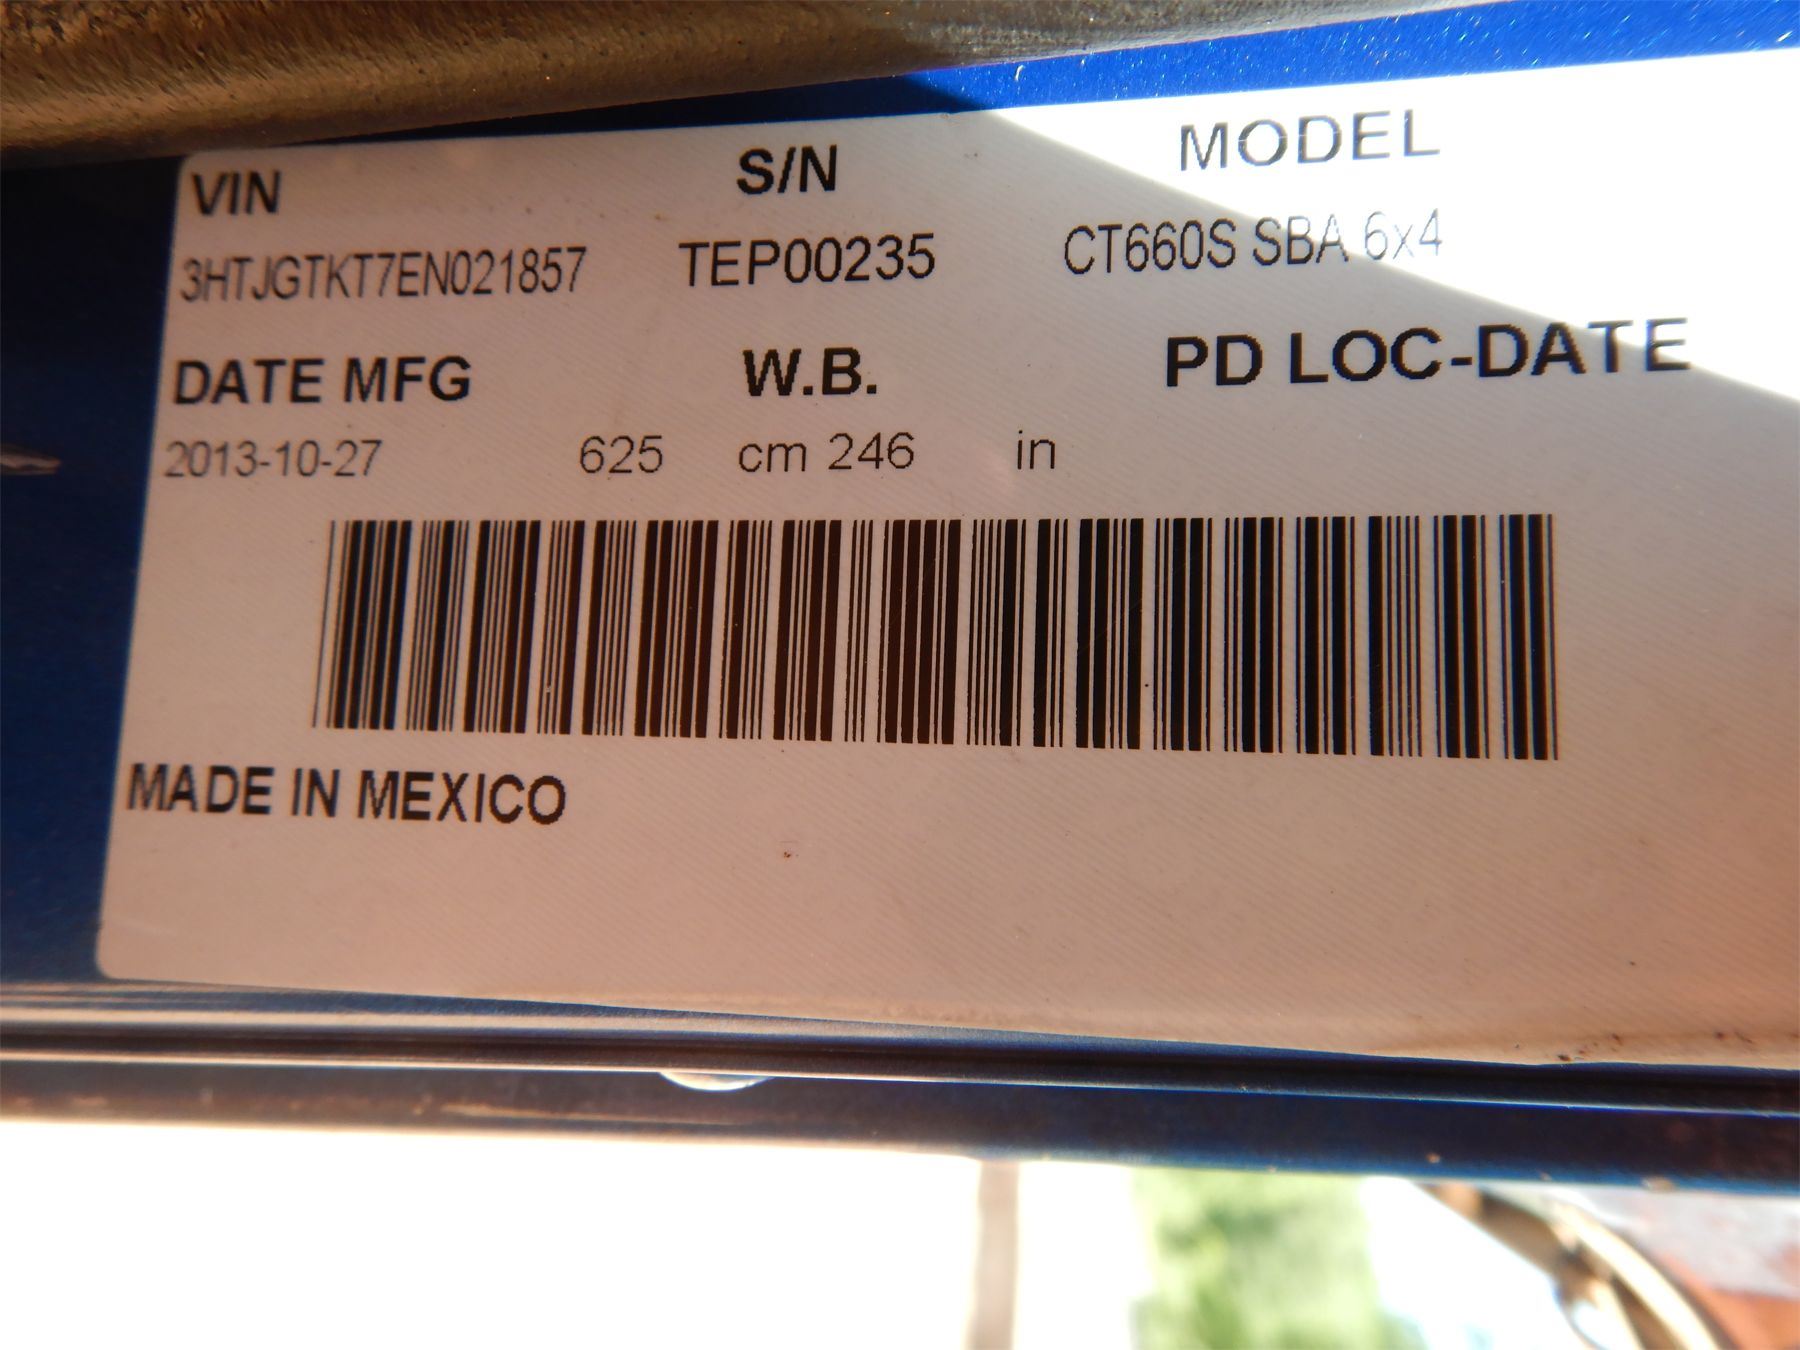 VIN S/N MODEL
3HTJGTKT7EN021857 TEP00235 CT660S SBA 6x4
DATE MFG W.B. PD LOC-DATE
2013-10-27 625 cm 246 in
MADE IN MEXICO